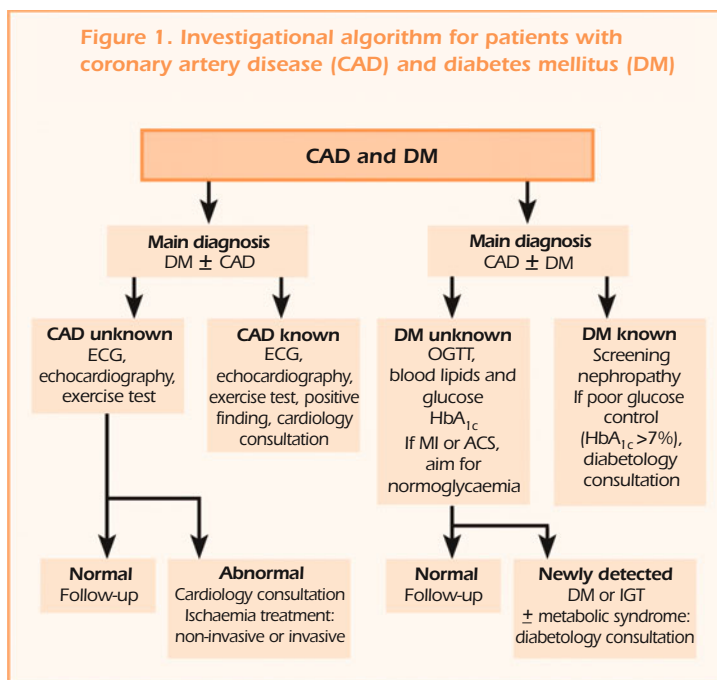 Figure 1. Investigational algorithm for patients with
coronary artery disease (CAD) and diabetes mellitus (DM)
CAD and DM
Main diagnosis
DM ± CAD
Main diagnosis
CAD ± DM
CAD unknown
ECG,
echocardiography,
exercise test
CAD known
ECG,
echocardiography,
exercise test, positive
finding, cardiology
consultation
DM unknown
OGTT,
blood lipids and
glucose
HbA1c
If MI or ACS,
aim for
normoglycaemia
DM known
Screening
nephropathy
If poor glucose
control
(HbA1c >7%),
diabetology
consultation
Normal
Follow-up
Abnormal
Cardiology consultation
Ischaemia treatment:
non-invasive or invasive
Normal
Follow-up
Newly detected
DM or IGT
± metabolic syndrome:
diabetology consultation